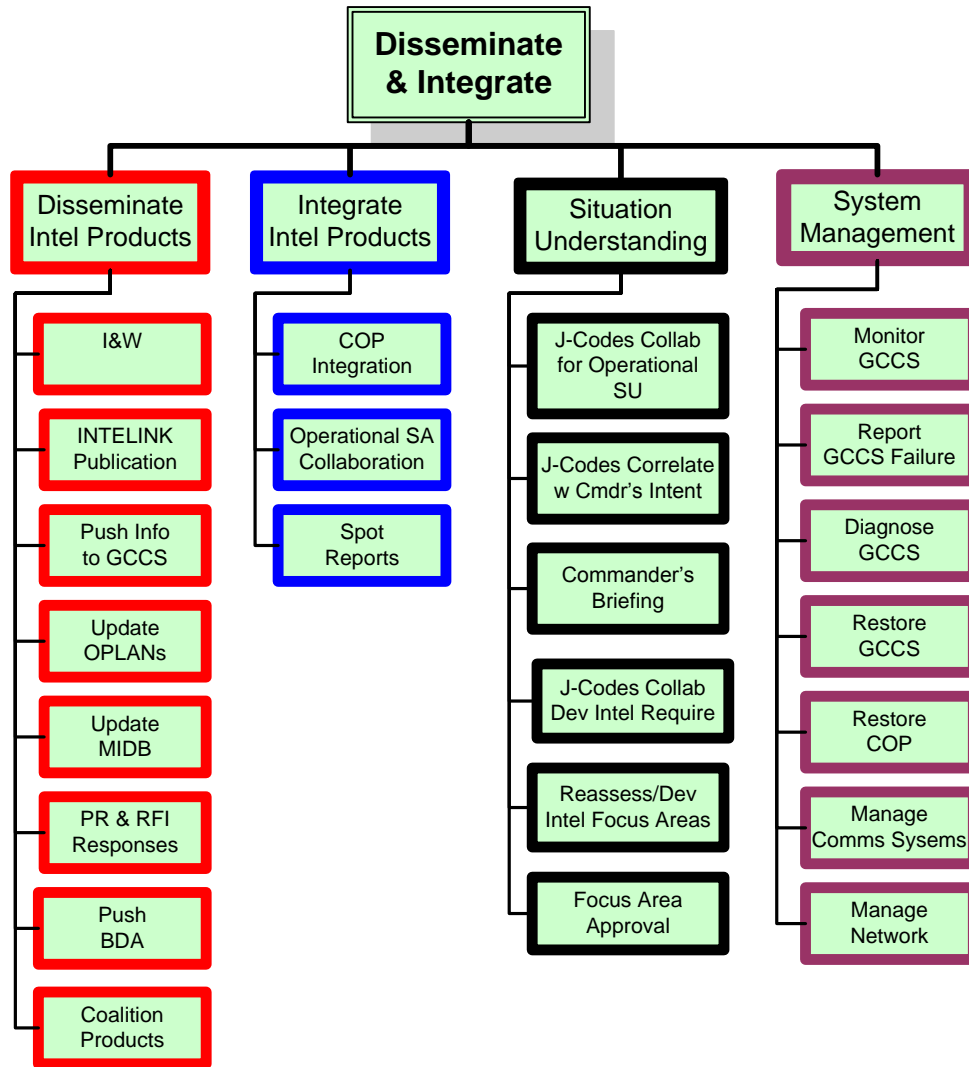 Disseminate
& Integrate
Disseminate
Intel Products
I&W
INTELINK
Publication
Push Info
to GCCS
Update
OPLANs
Update
MIDB
PR & RFI
Responses
Push
BDA
Coalition
Products
Integrate
Intel Products
COP
Integration
Operational SA
Collaboration
Spot
Reports
Situation
Understanding
J-Codes Collab
for Operational
SU
J-Codes Correlate
w Cmdr's Intent
Commander's
Briefing
J-Codes Collab
Dev Intel Require
Reassess/Dev
Intel Focus Areas
Focus Area
Approval
System
Management
Monitor
GCCS
Report
GCCS Failure
Diagnose
GCCS
Restore
GCCS
Restore
COP
Manage
Comms Sysems
Manage
Network